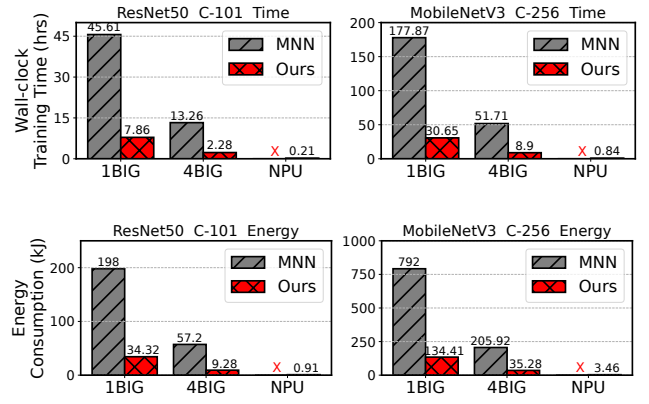 ResNet50 C-101 Time
Wall-clock
Training Time (hrs)
45
30
15
0
45.61
7.86
13.26
2.28
X 0.21
MNN
Ours
1BIG 4BIG NPU
MobileNetV3 C-256 Time
200
150
100
50
0
177.87
30.65
51.71
8.9
X 0.84
MNN
Ours
1BIG 4BIG NPU
ResNet50 C-101 Energy
Energy
Consumption (kJ)
200
100
0
198
34.32
57.2
9.28
X 0.91
MNN
Ours
1BIG 4BIG NPU
MobileNetV3 C-256 Energy
1000
750
500
250
0
792
134.41
205.92
35.28
X 3.46
MNN
Ours
1BIG 4BIG NPU